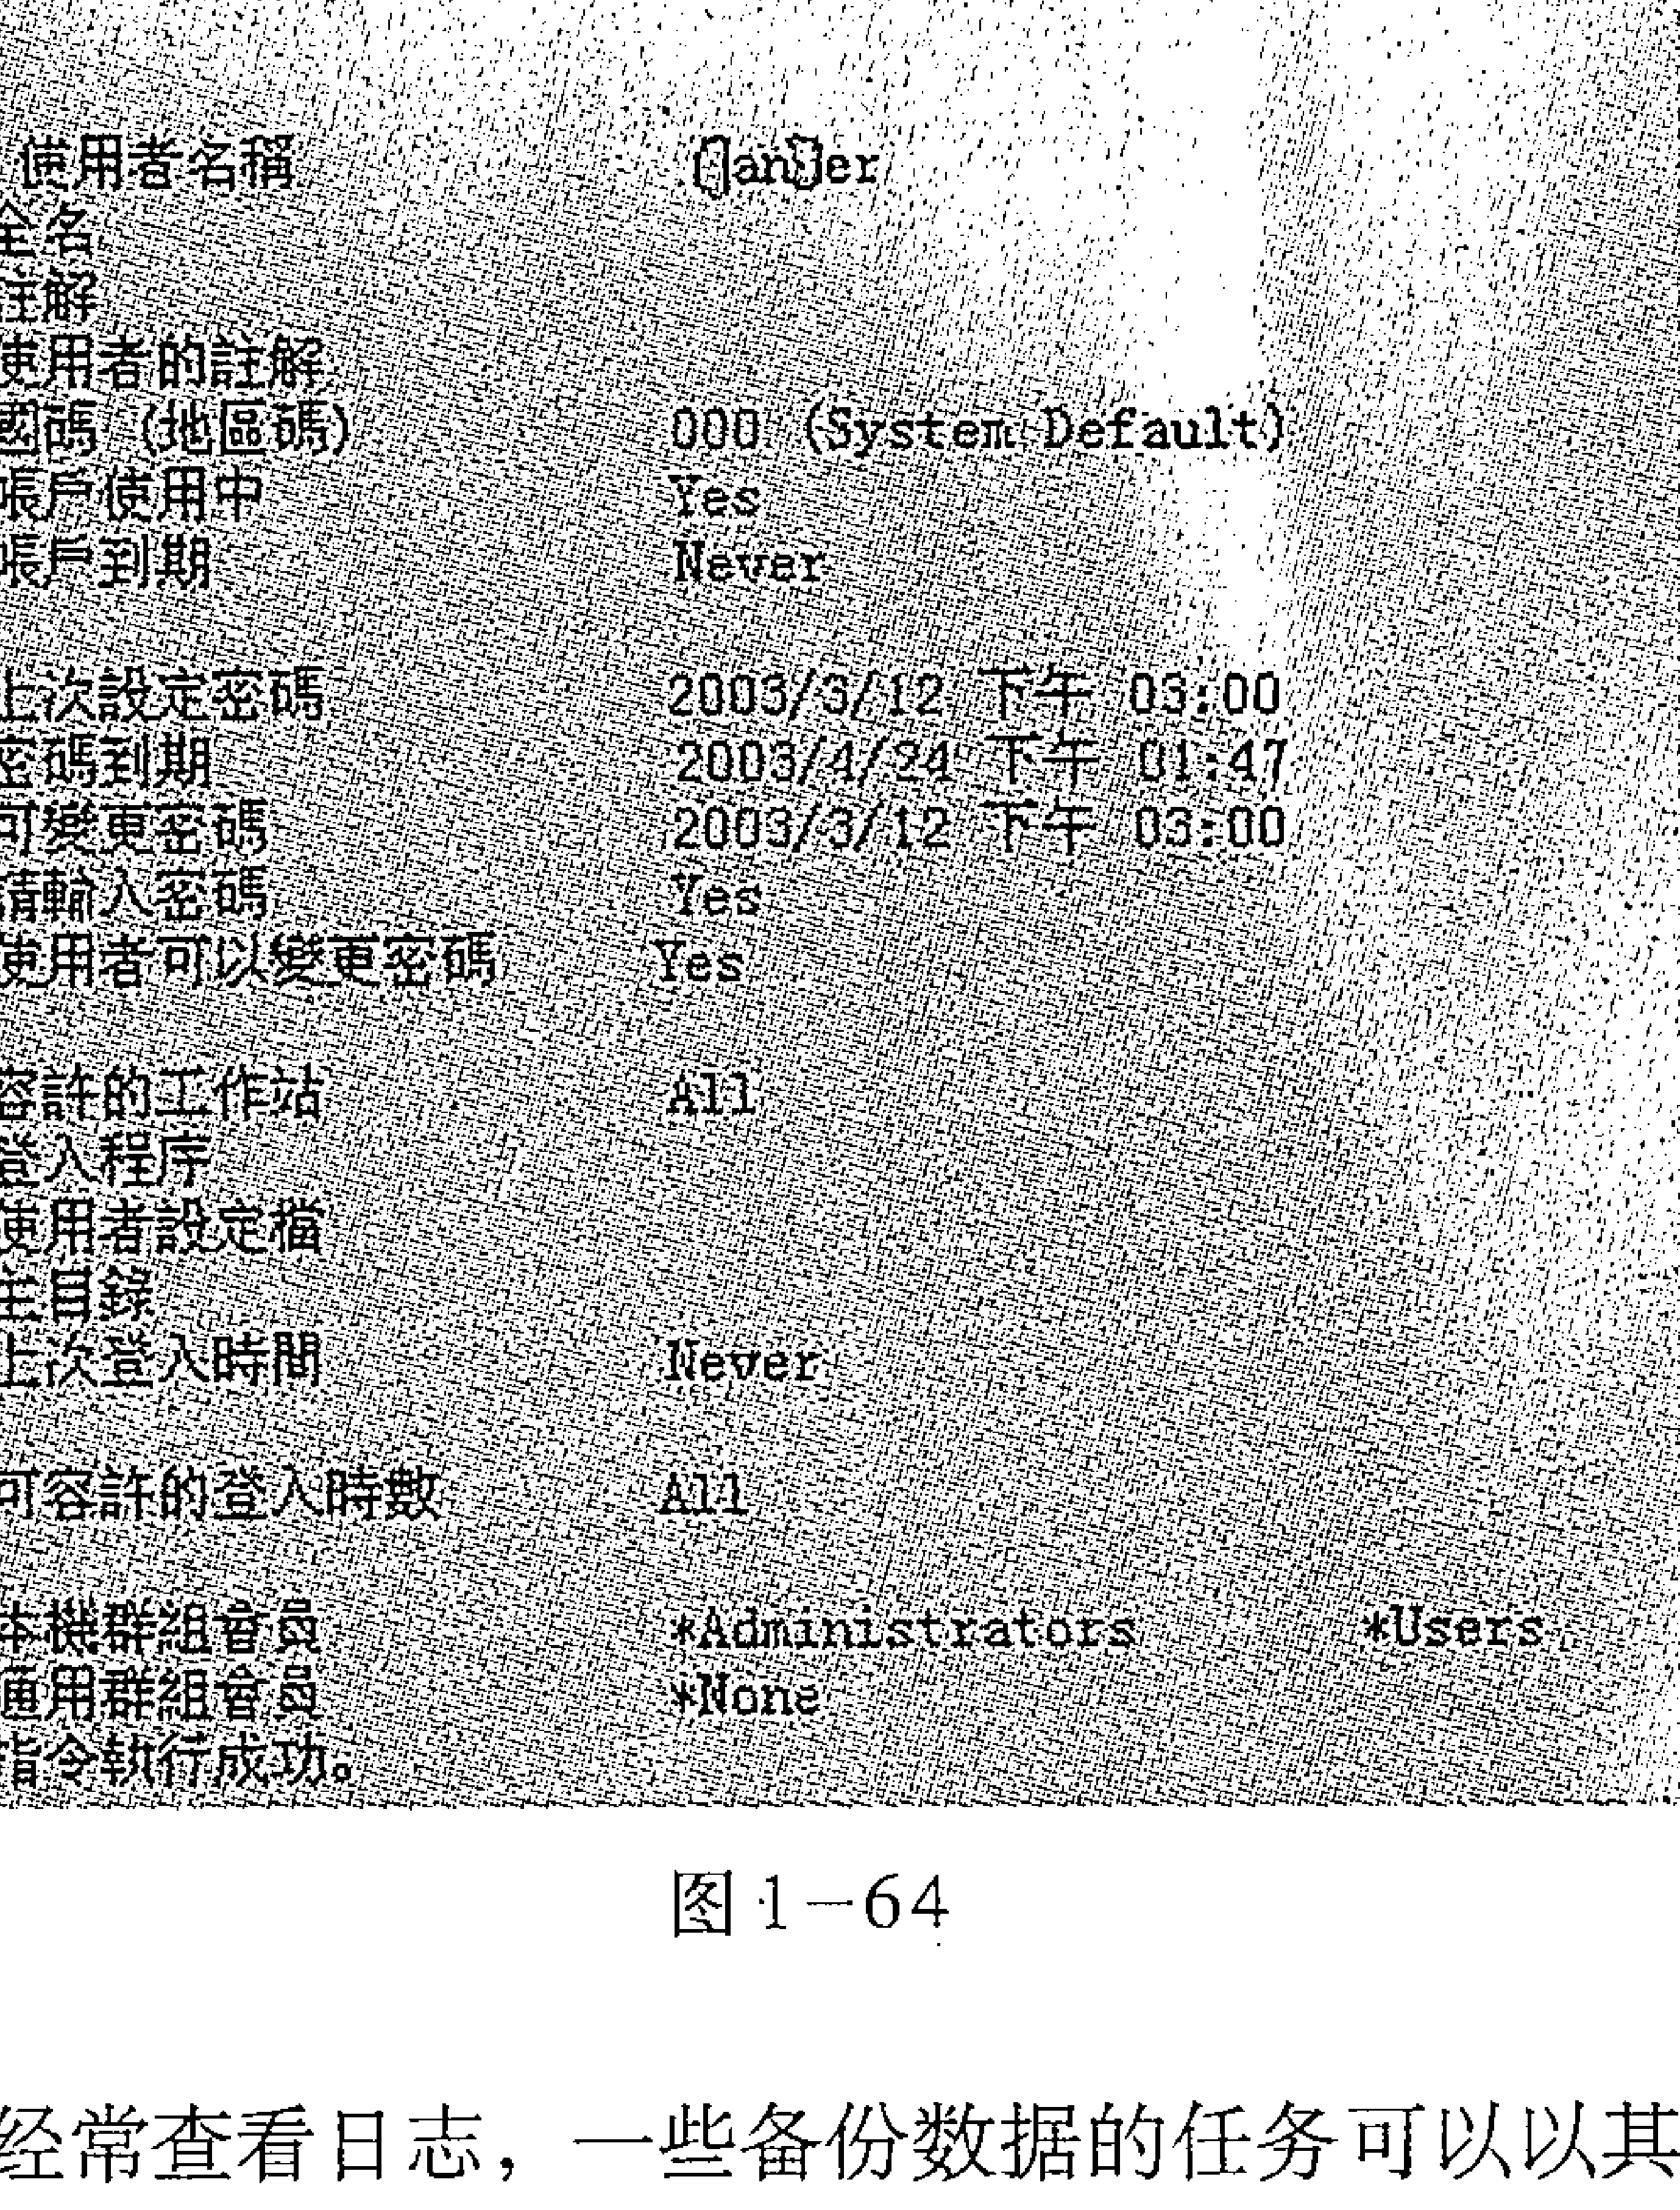 使用者名稱
全名
註解
使用者的註解
國碼 (地區碼) 000 (System Default)
帳戶使用中 Yes
帳戶到期 Never
上次設定密碼 2003/3/12 下午 03:00
密碼到期 2003/4/24 下午 01:47
可變更密碼 2003/3/12 下午 03:00
請輸入密碼 Yes
使用者可以變更密碼 Yes
容許的工作站 All
登入程序
使用者設定檔
主目錄
上次登入時間 Never
可容許的登入時數 All
本機群組會員 *Administrators *Users
通用群組會員 *None
指令執行成功。
图 1-64
经常查看日志，一些备份数据的任务可以以其